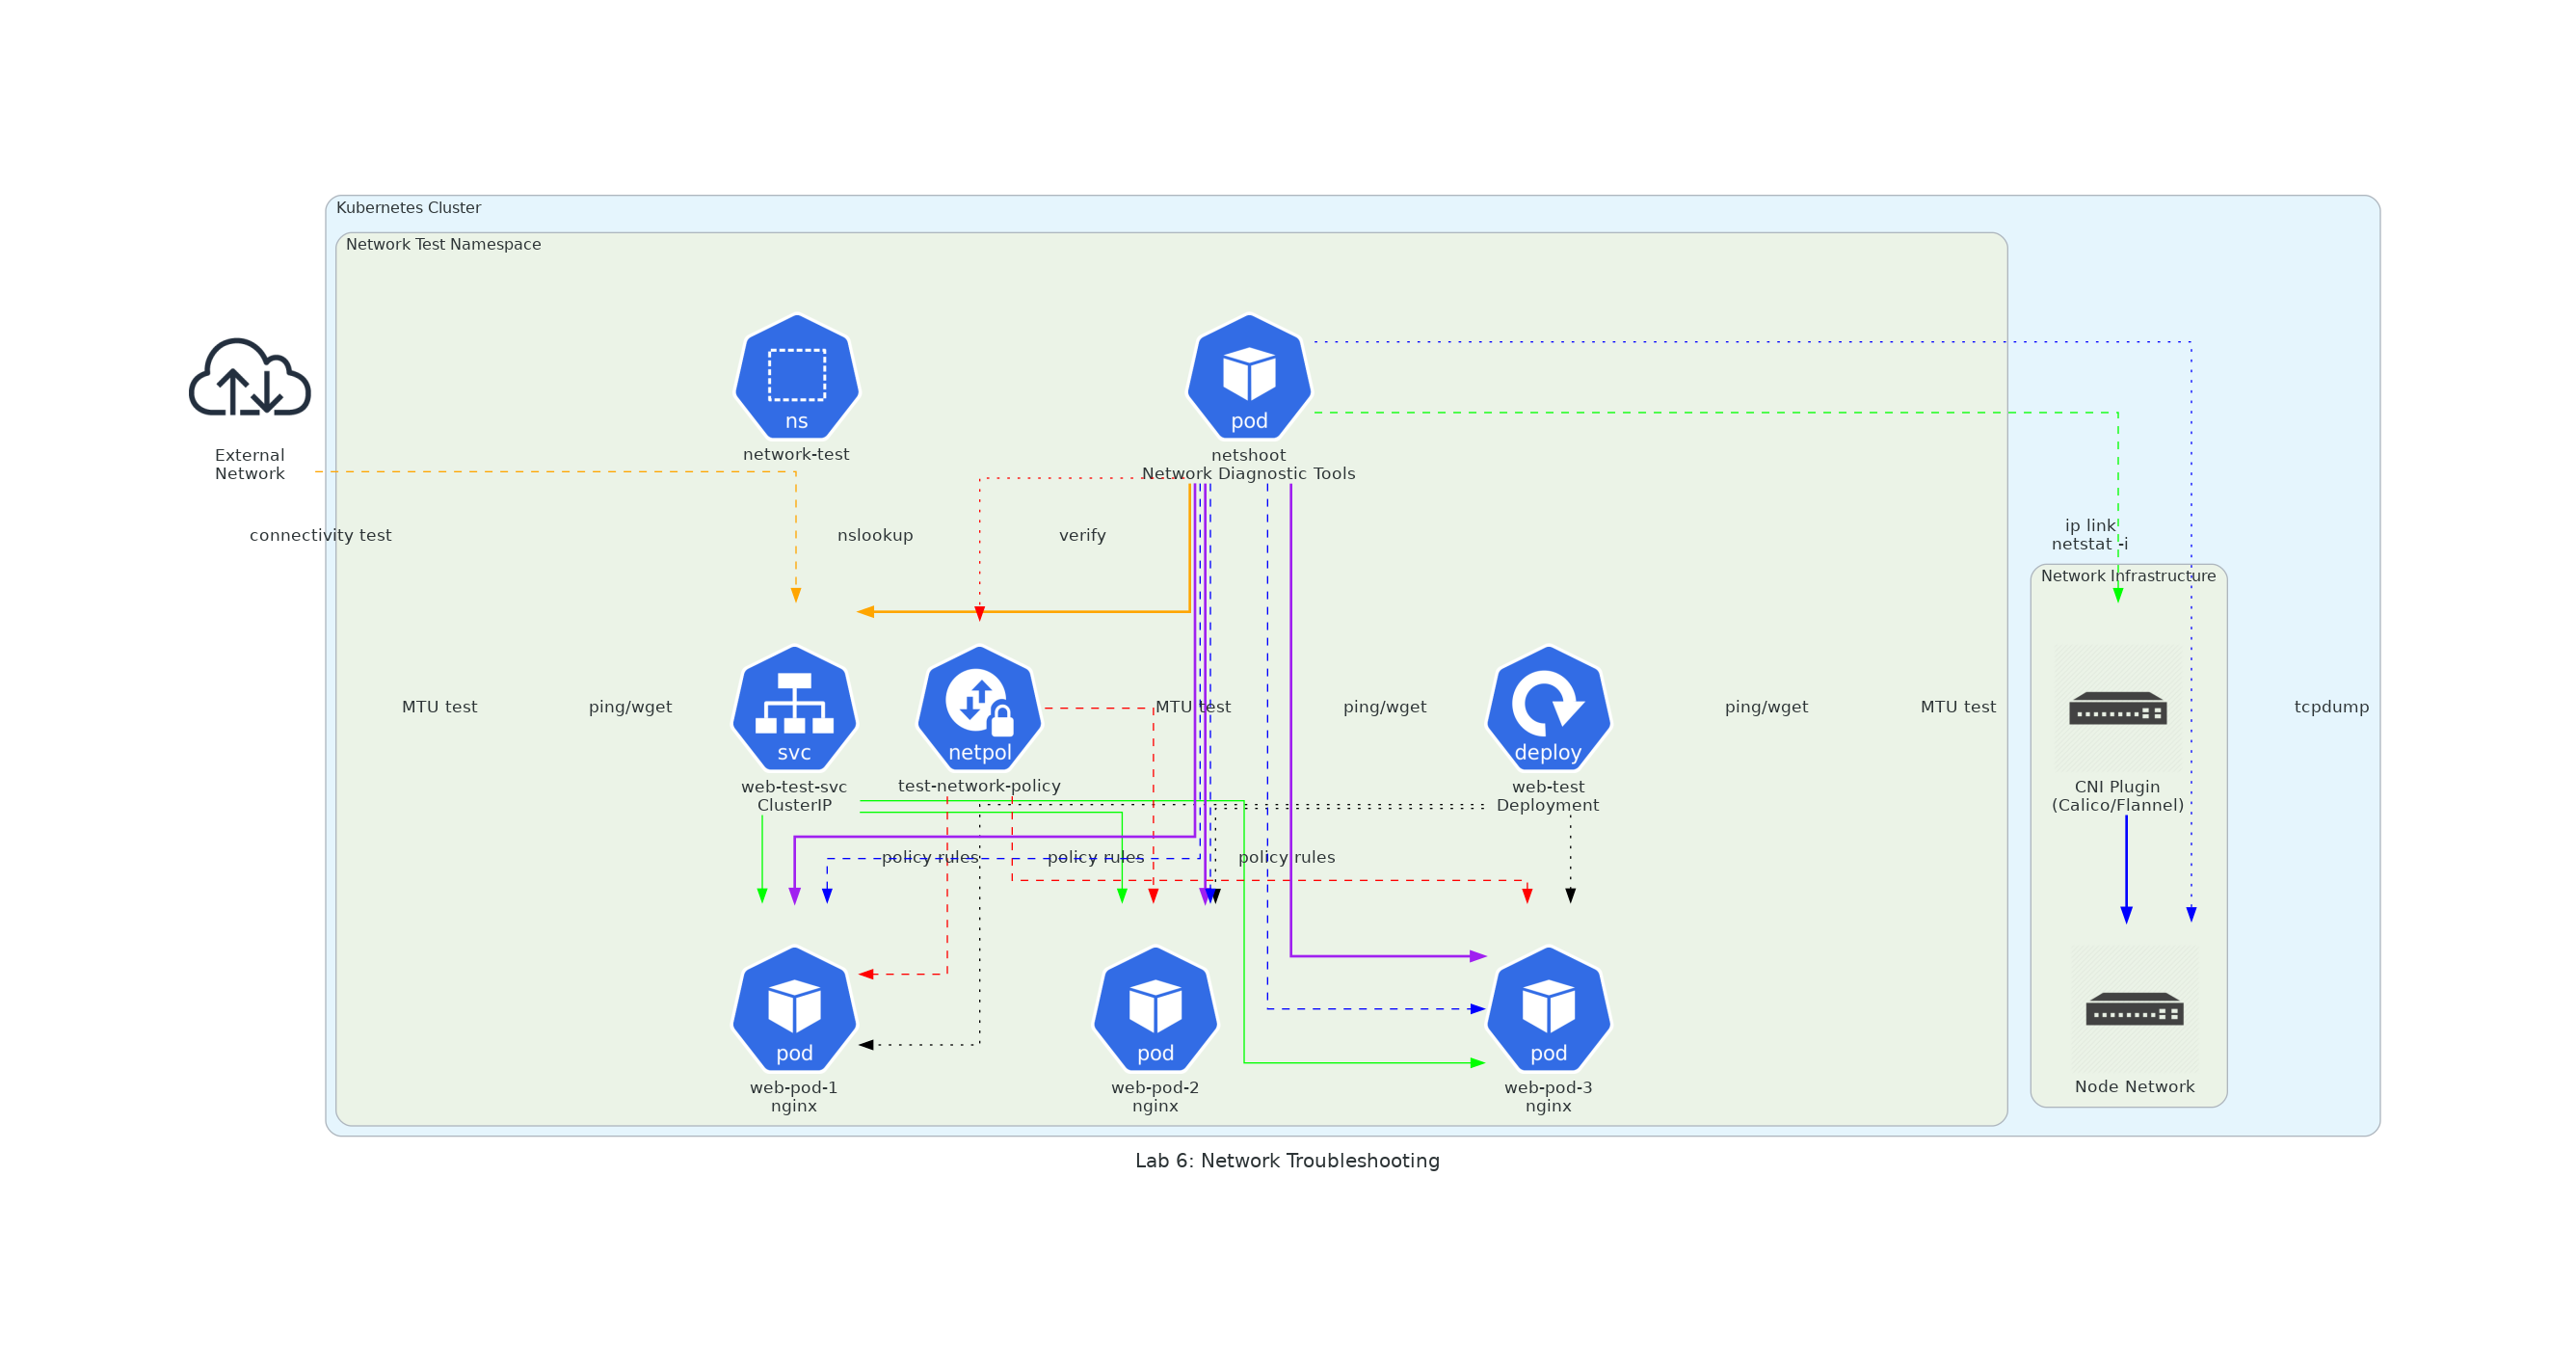 Kubernetes Cluster
Network Test Namespace
ns
network-test
pod
netshoot
Network Diagnostic Tools
External
Network
connectivity test
nslookup
verify
ip link
netstat -i
Network Infrastructure
MTU test
ping/wget
svc
web-test-svc
ClusterIP
netpol
test-network-policy
MTU test
ping/wget
deploy
web-test
Deployment
ping/wget
MTU test
CNI Plugin
(Calico/Flannel)
tcpdump
policy rules
policy rules
policy rules
pod
web-pod-1
nginx
pod
web-pod-2
nginx
pod
web-pod-3
nginx
Node Network
Lab 6: Network Troubleshooting